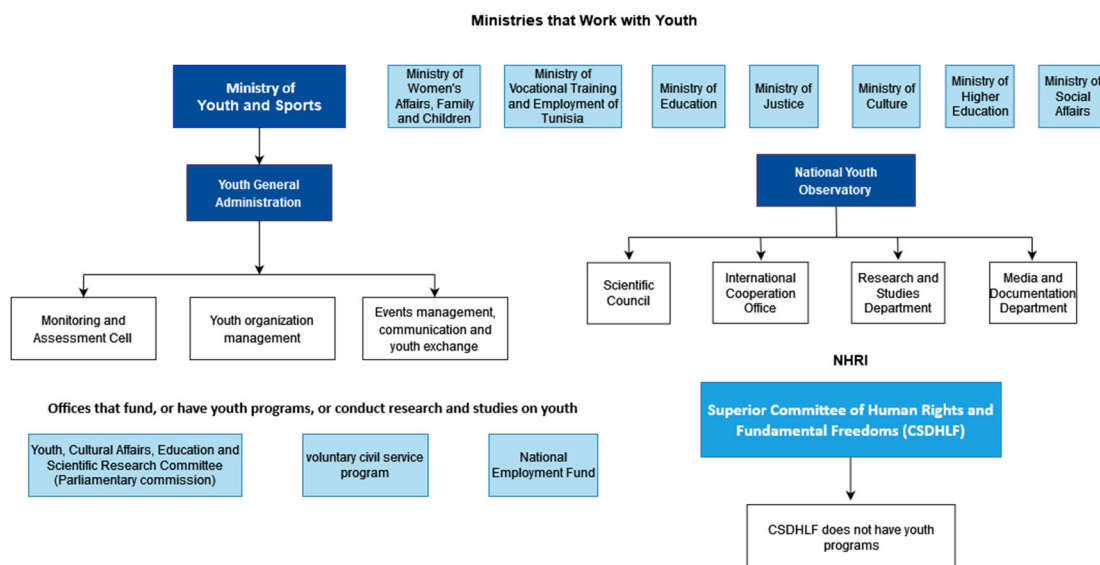 Ministries that Work with Youth
Ministry of
Youth and Sports
Ministry of
Women's
Affairs, Family
and Children
Ministry of
Vocational Training
and Employment of
Tunisia
Ministry of
Education
Ministry of
Justice
Ministry of
Culture
Ministry of
Higher
Education
Ministry of
Social
Affairs
Youth General
Administration
National Youth
Observatory
Monitoring and
Assessment Cell
Youth organization
management
Events management,
communication and
youth exchange
Scientific
Council
International
Cooperation
Office
Research and
Studies
Department
Media and
Documentation
Department
NHRI
Superior Committee of Human Rights and
Fundamental Freedoms (CSDHLF)
CSDHLF does not have youth
programs
Offices that fund, or have youth programs, or conduct research and studies on youth
Youth, Cultural Affairs, Education and
Scientific Research Committee
(Parliamentary commission)
voluntary civil service
program
National
Employment Fund